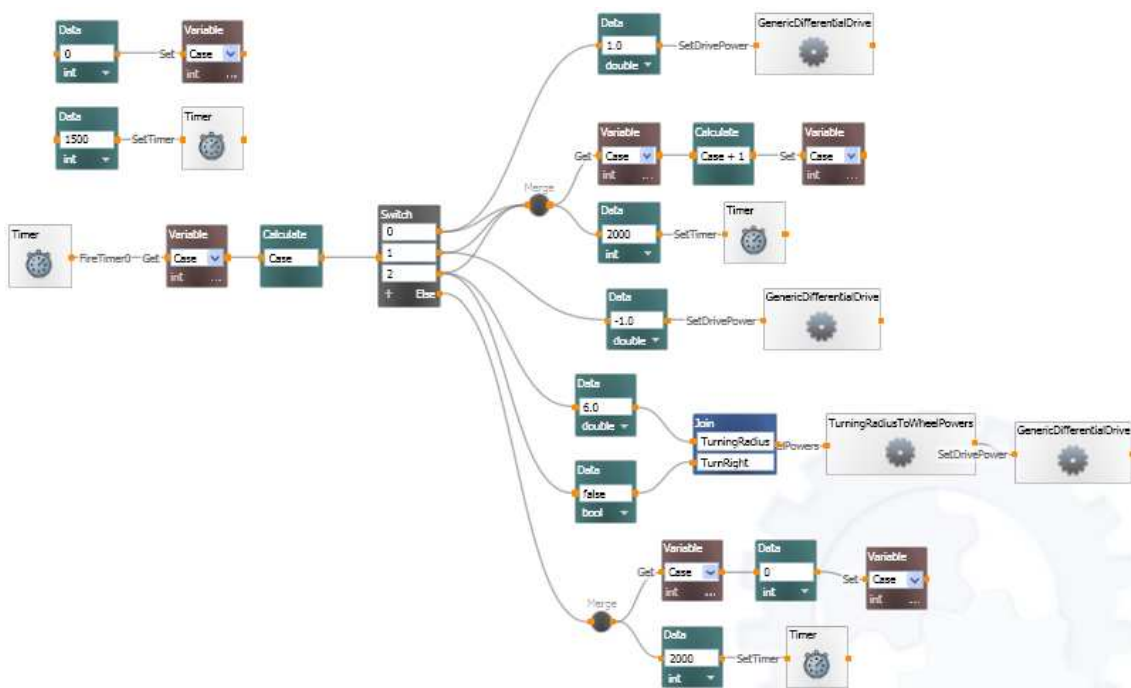 Data
0
int
Set
Variable
Case
int ...
Data
1500
int
SetTimer
Timer
Timer
FireTimer0
Get
Variable
Case
int ...
Calculate
Case
Switch
0
1
2
+ Else
Data
1.0
double
SetDrivePower
GenericDifferentialDrive
Merge
Get
Variable
Case
int ...
Calculate
Case + 1
Set
Variable
Case
int ...
Data
2000
int
SetTimer
Timer
Data
-1.0
double
SetDrivePower
GenericDifferentialDrive
Data
6.0
double
Data
false
bool
Join
TurningRadius
TurnRight
elPowers
TurningRadiusToWheelPowers
SetDrivePower
GenericDifferentialDrive
Merge
Get
Variable
Case
int ...
Data
0
int
Set
Variable
Case
int ...
Data
2000
int
SetTimer
Timer